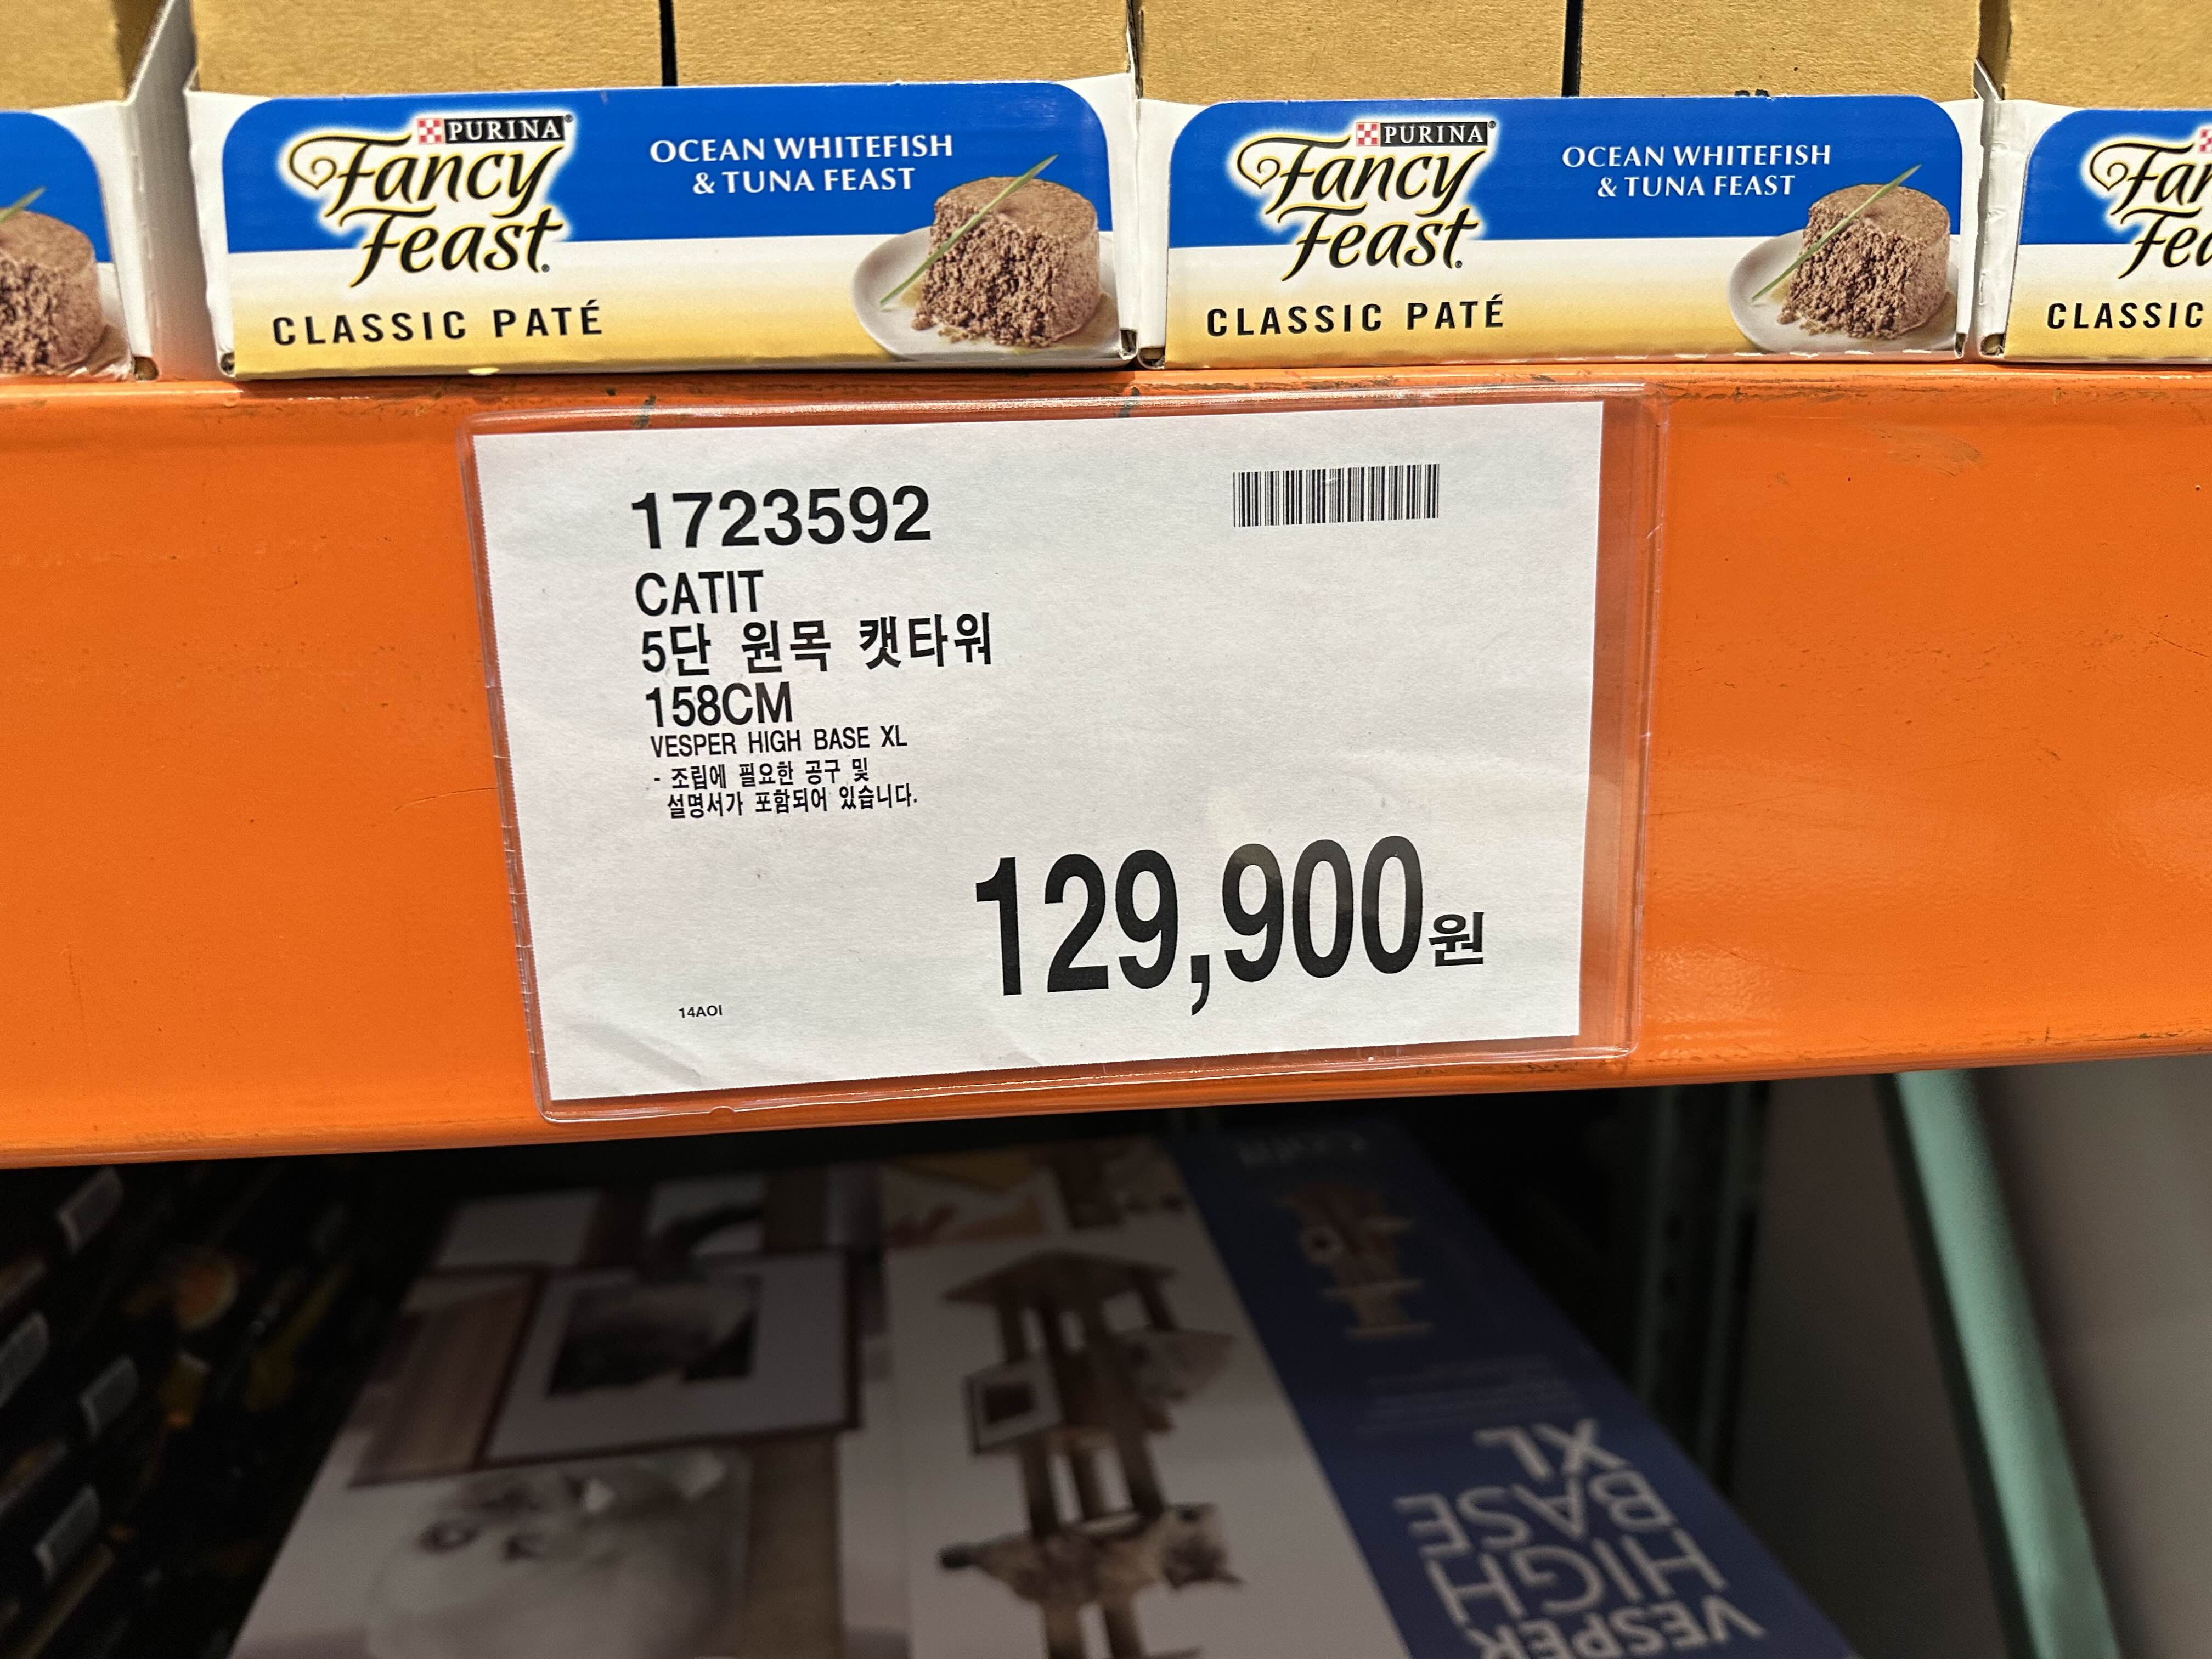 PURINA
Fancy
Feast
OCEAN WHITEFISH
& TUNA FEAST
CLASSIC PATÉ
PURINA
Fancy
Feast
OCEAN WHITEFISH
& TUNA FEAST
CLASSIC PATÉ
CLASSIC
1723592
CATIT
5단 원목 캣타워
158CM
VESPER HIGH BASE XL
- 조립에 필요한 공구 및
설명서가 포함되어 있습니다.
129,900원
14AOI
VESPER
HIGH
BASE
XL